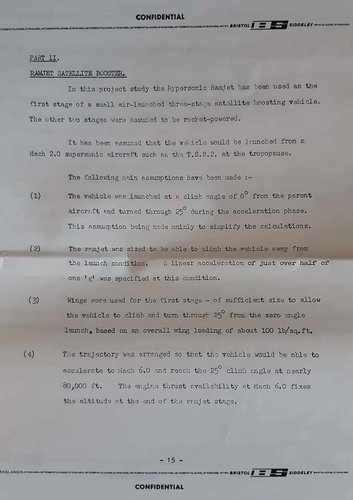 CONFIDENTIAL
BRISTOL BS SIDDELEY
PART II.
RAMJET SATELLITE BOOSTER.
In this project study the Hypersonic Ramjet has been used as the
first stage of a small air-launched three-stage satellite boosting vehicle.
The other two stages were assumed to be rocket-powered.
It has been assumed that the vehicle would be launched from a
Mach 2.0 supersonic aircraft such as the T.S.R.2. at the tropopause.
The following main assumptions have been made :-
(1) The vehicle was launched at a climb angle of 0° from the parent
aircraft and turned through 25° during the acceleration phase.
This assumption being made mainly to simplify the calculations.
(2) The ramjet was sized to be able to climb the vehicle away from
the launch condition. A linear acceleration of just over half of
one 'g' was specified at this condition.
(3) Wings were used for the first stage - of sufficient size to allow
the vehicle to climb and turn through 25° from the zero angle
launch, based on an overall wing loading of about 100 lb/sq.ft.
(4) The trajectory was arranged so that the vehicle would be able to
accelerate to Mach 6.0 and reach the 25° climb angle at nearly
80,000 ft. The engine thrust availability at Mach 6.0 fixes
the altitude at the end of the ramjet stage.
- 15 -
BRISTOL BS SIDDELEY
CONFIDENTIAL